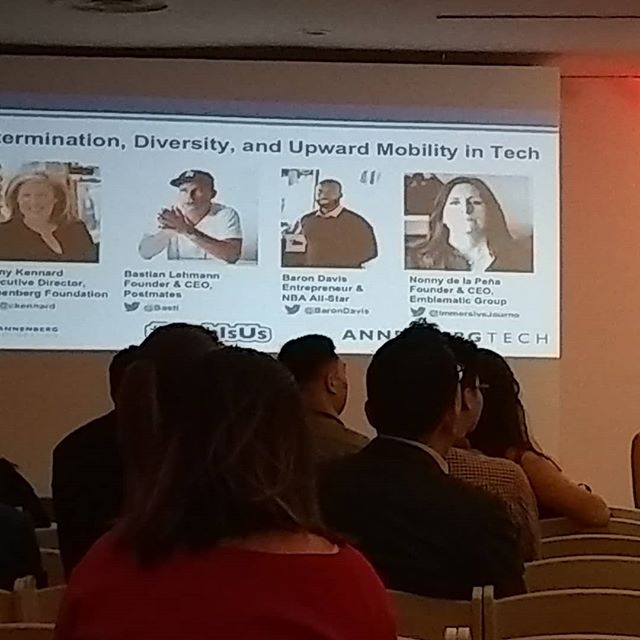 termination, Diversity, and Upward Mobility in Tech
ny Kennard
cutive Director,
enberg Foundation
@ckennard
Bastian Lehmann
Founder & CEO,
Postmates
@Basti
Baron Davis
Entrepreneur &
NBA All-Star
@BaronDavis
Nonny de la Peña
Founder & CEO,
Emblematic Group
@ImmersiveJourno
ANNENBERG
IsUs
ANN RGTECH